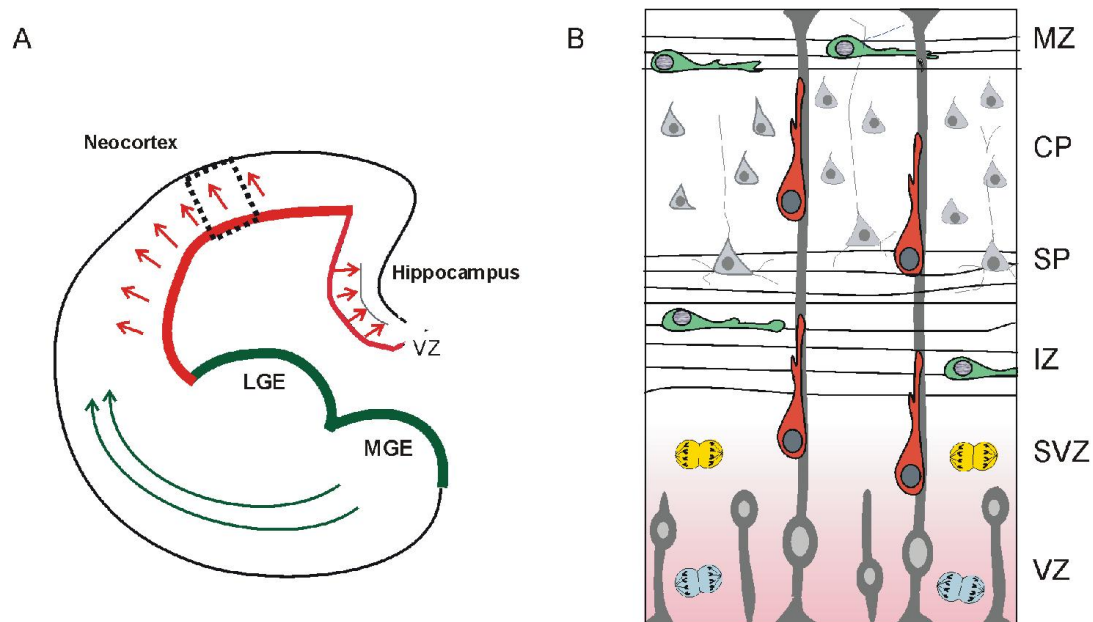 A
Neocortex
Hippocampus
VZ
LGE
MGE
B
MZ
CP
SP
IZ
SVZ
VZ